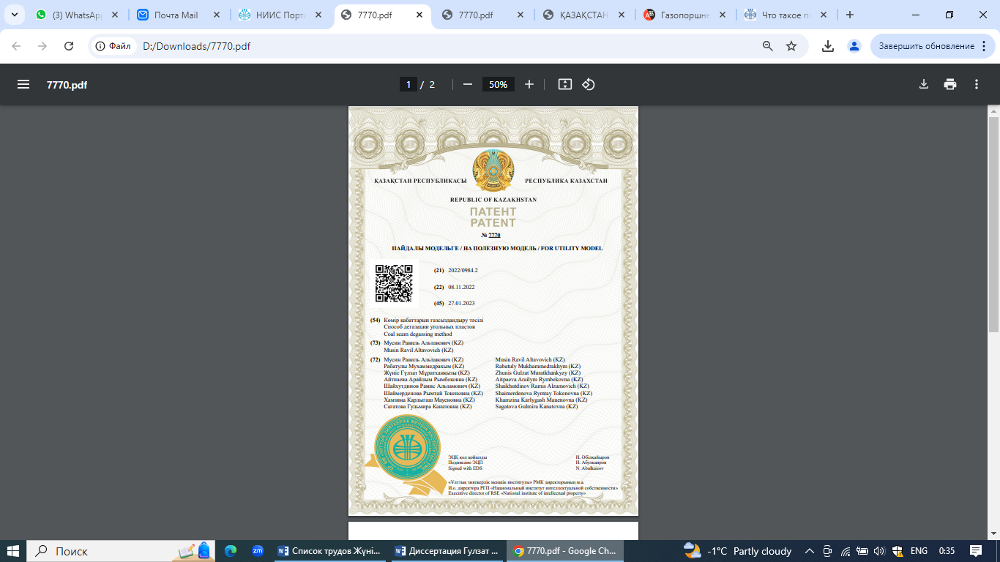 (3) WhatsApp
Почта Mail
НИИС Порта
7770.pdf
7770.pdf
ҚАЗАҚСТАН
Газопоршне
Что такое по
Файл
D:/Downloads/7770.pdf
Завершить обновление
7770.pdf
1 / 2
50%
ҚАЗАҚСТАН РЕСПУБЛИКАСЫ
РЕСПУБЛИКА КАЗАХСТАН
REPUBLIC OF KAZAKHSTAN
ПАТЕНТ
PATENT
№ 7770
ПАЙДАЛЫ МОДЕЛЬГЕ / НА ПОЛЕЗНУЮ МОДЕЛЬ / FOR UTILITY MODEL
(21) 2022/0984.2
(22) 08.11.2022
(45) 27.01.2023
(54) Көмір қабаттарын газсыздандыру тәсілі
Способ дегазации угольных пластов
Coal seam degassing method
(73) Мусин Равиль Альтавович (KZ)
Musin Ravil Altavovich (KZ)
(72) Мусин Равиль Альтавович (KZ) Musin Ravil Altavovich (KZ)
Рабатулы Мухаммедрахым (KZ) Rabatuly Mukhammedrakhym (KZ)
Жүніс Гүлзат Мұратханқызы (KZ) Zhunis Gulzat Muratkhankyzy (KZ)
Айтпаева Арайлым Рымбековна (KZ) Aitpaeva Arailym Rymbekovna (KZ)
Шайхутдинов Рамис Альзамович (KZ) Shaikhutdinov Ramis Alzamovich (KZ)
Шаймерденова Рымтай Токеновна (KZ) Shaimerdenova Rymtay Tokenovna (KZ)
Хамзина Карлыгаш Мауеновна (KZ) Khamzina Karlygash Mauenovna (KZ)
Сагатова Гульмира Канатовна (KZ) Sagatova Gulmira Kanatovna (KZ)
ЭЦҚ қол қойылды Н. Әбілқайыров
Подписано ЭЦП Н. Абулкаиров
Signed with EDS N. Abulkairov
«Ұлттық зияткерлік меншік институты» РМК директорының м.а.
И.о. директора РГП «Национальный институт интеллектуальной собственности»
Executive director of RSE «National institute of intellectual property»
Поиск
zm
Список трудов Жүні...
Диссертация Гулзат ...
7770.pdf - Google Ch...
-1°C Partly cloudy
ENG
0:35